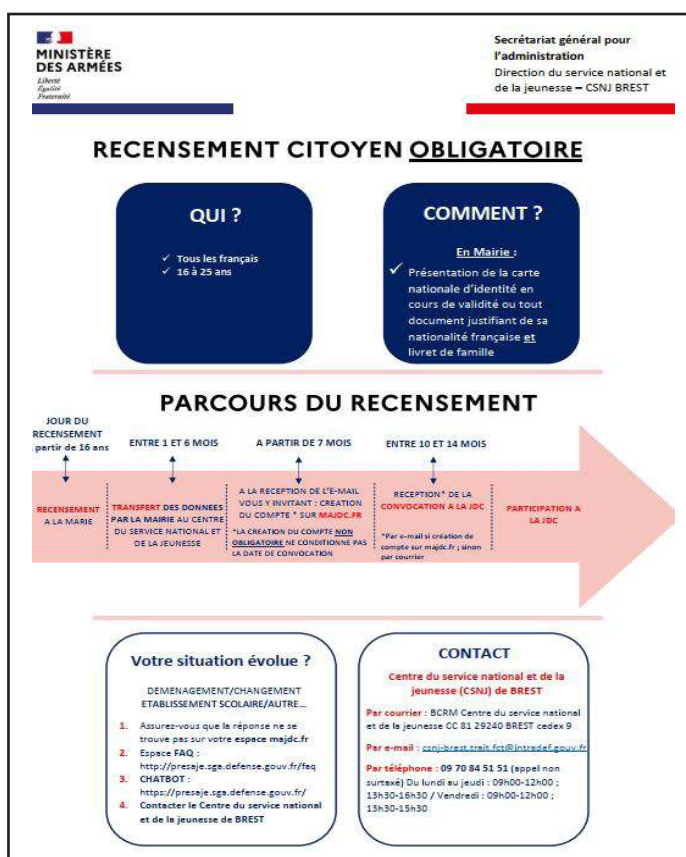 MINISTÈRE
DES ARMÉES
Liberté
Égalité
Fraternité
Secrétariat général pour
l'administration
Direction du service national et
de la jeunesse – CSNJ BREST
RECENSEMENT CITOYEN OBLIGATOIRE
QUI ?
✓ Tous les français
✓ 16 à 25 ans
COMMENT ?
En Mairie :
✓ Présentation de la carte
nationale d'identité en
cours de validité ou tout
document justifiant de sa
nationalité française et
livret de famille
PARCOURS DU RECENSEMENT
JOUR DU
RECENSEMENT
partir de 16 ans
RECENSEMENT
A LA MARIE
ENTRE 1 ET 6 MOIS
TRANSFERT DES DONNEES
PAR LA MAIRIE AU CENTRE
DU SERVICE NATIONAL ET
DE LA JEUNESSE
A PARTIR DE 7 MOIS
A LA RECEPTION DE L'E-MAIL
VOUS Y INVITANT : CREATION
DU COMPTE * SUR MAJDC.FR
*LA CREATION DU COMPTE NON
OBLIGATOIRE NE CONDITIONNE PAS
LA DATE DE CONVOCATION
ENTRE 10 ET 14 MOIS
RECEPTION* DE LA
CONVOCATION A LA JDC
*Par e-mail si création de
compte sur majdc.fr ; sinon
par courrier
PARTICIPATION A
LA JDC
Votre situation évolue ?
DEMENAGEMENT/CHANGEMENT
ETABLISSEMENT SCOLAIRE/AUTRE...
1. Assurez-vous que la réponse ne se
trouve pas sur votre espace majdc.fr
2. Espace FAQ :
http://presaje.sga.defense.gouv.fr/faq
3. CHATBOT :
https://presaje.sga.defense.gouv.fr/
4. Contacter le Centre du service national
et de la jeunesse de BREST
CONTACT
Centre du service national et de la
jeunesse (CSNJ) de BREST
Par courrier : BCRM Centre du service national
et de la jeunesse CC 81 29240 BREST cedex 9
Par e-mail : csnj-brest.trait.fct@intradef.gouv.fr
Par téléphone : 09 70 84 51 51 (appel non
surtaxé) Du lundi au jeudi : 09h00-12h00 ;
13h30-16h30 / Vendredi : 09h00-12h00 ;
13h30-15h30